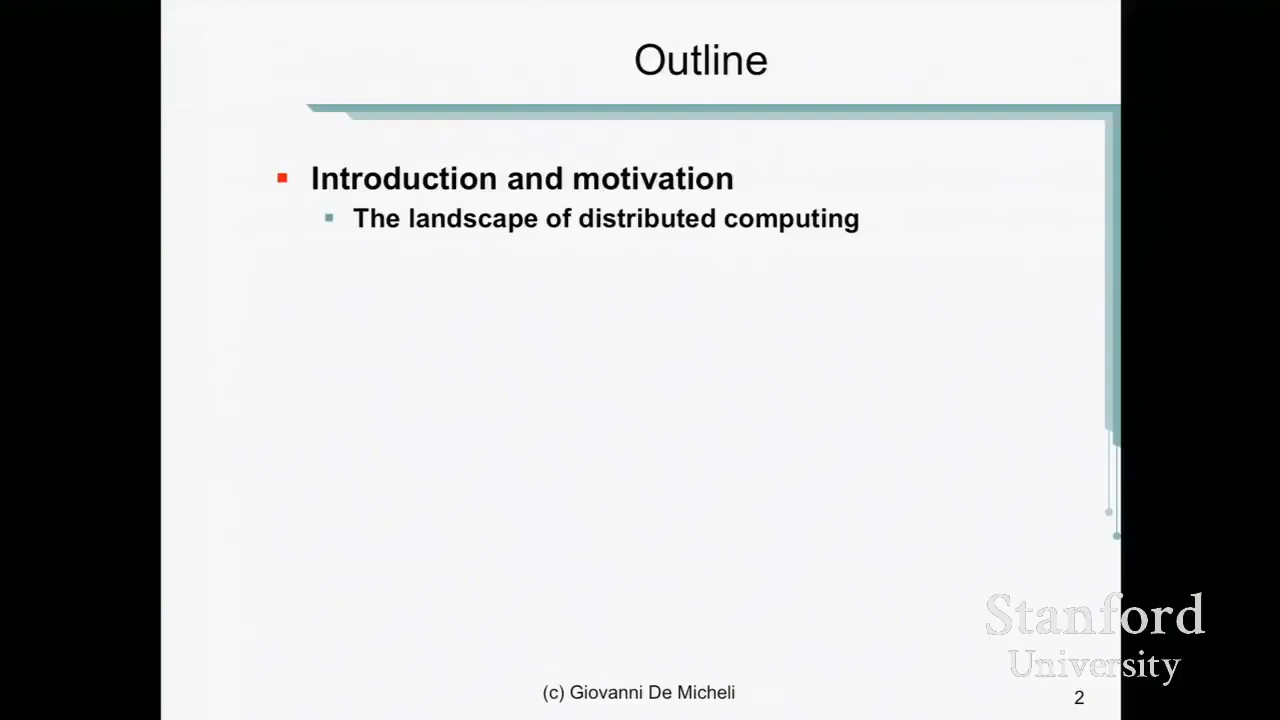 Outline
Introduction and motivation
The landscape of distributed computing
Stanford
University
(c) Giovanni De Micheli
2